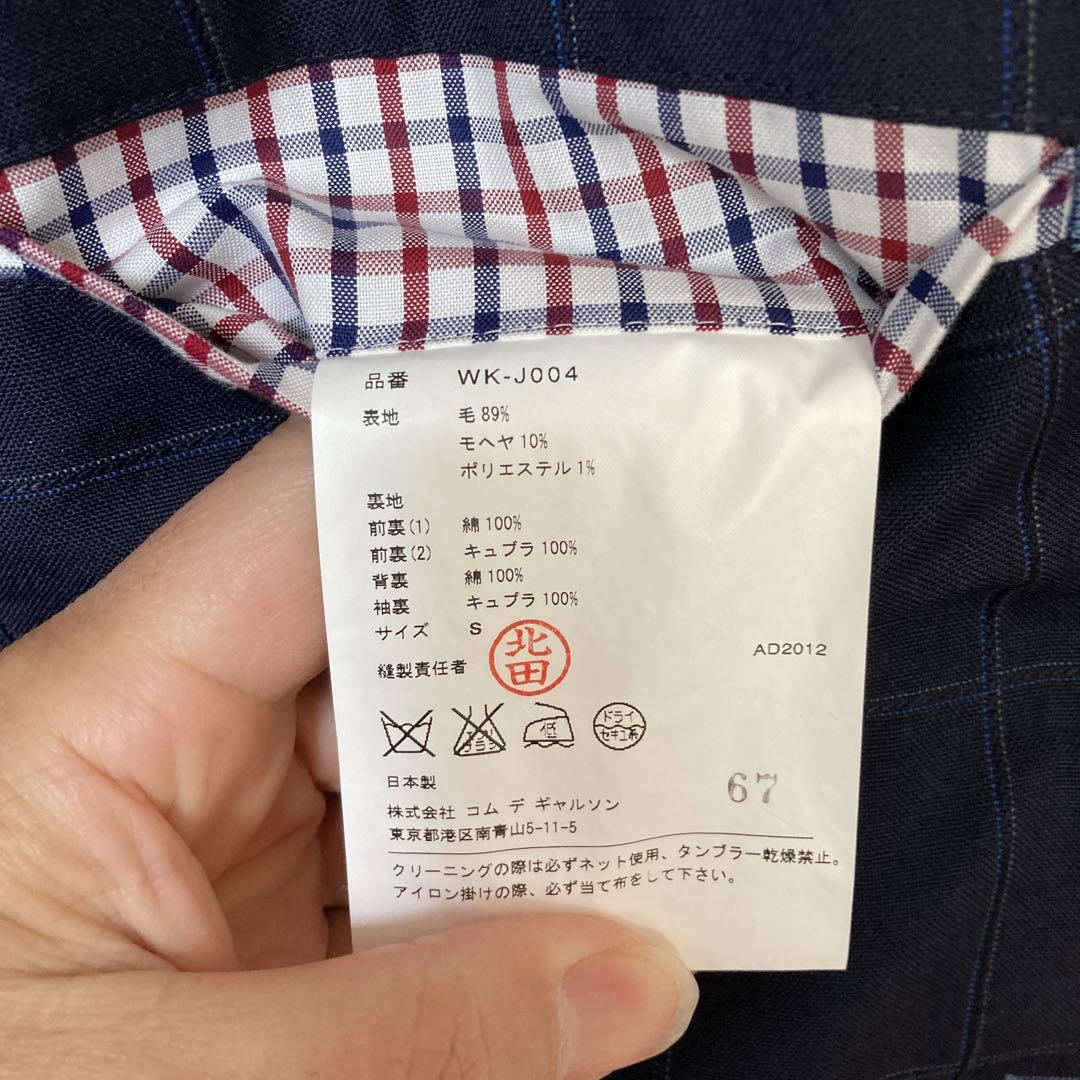 品番 WK-J004
表地 毛 89%
モヘヤ 10%
ポリエステル 1%
裏地
前裏(1) 綿 100%
前裏(2) キュプラ 100%
背裏 綿 100%
袖裏 キュプラ 100%
サイズ S
北田
AD2012
縫製責任者
低
ドライ
セキユ系
日本製
67
株式会社 コム デ ギャルソン
東京都港区南青山5-11-5
クリーニングの際は必ずネット使用、タンブラー乾燥禁止。
アイロン掛けの際、必ず当て布をして下さい。